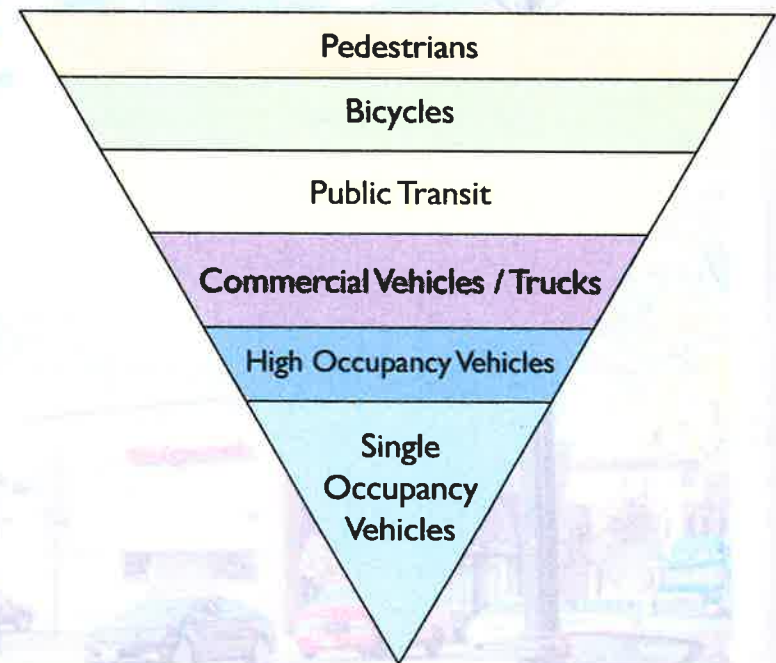 Pedestrians
Bicycles
Public Transit
Commercial Vehicles / Trucks
High Occupancy Vehicles
Single
Occupancy
Vehicles